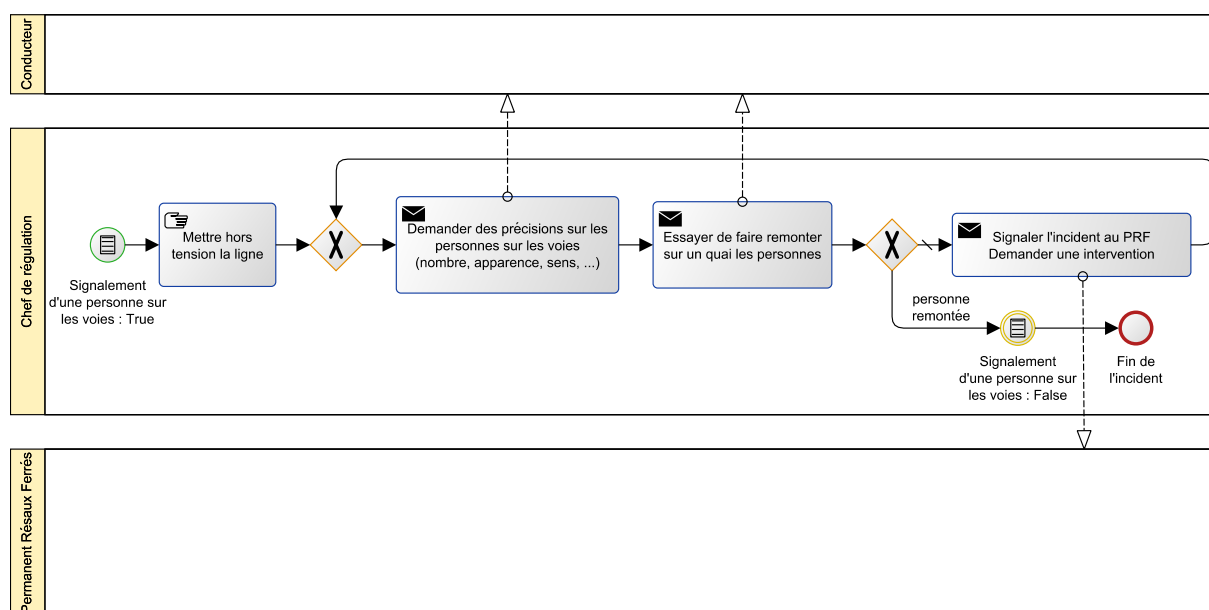 Conducteur
Chef de régulation
Signalement
d'une personne sur
les voies : True
Mettre hors
tension la ligne
Demander des précisions sur les
personnes sur les voies
(nombre, apparence, sens, ...)
Essayer de faire remonter
sur un quai les personnes
Signaler l'incident au PRF
Demander une intervention
personne
remontée
Signalement
d'une personne sur
les voies : False
Fin de
l'incident
Permanent Résaux Ferrés